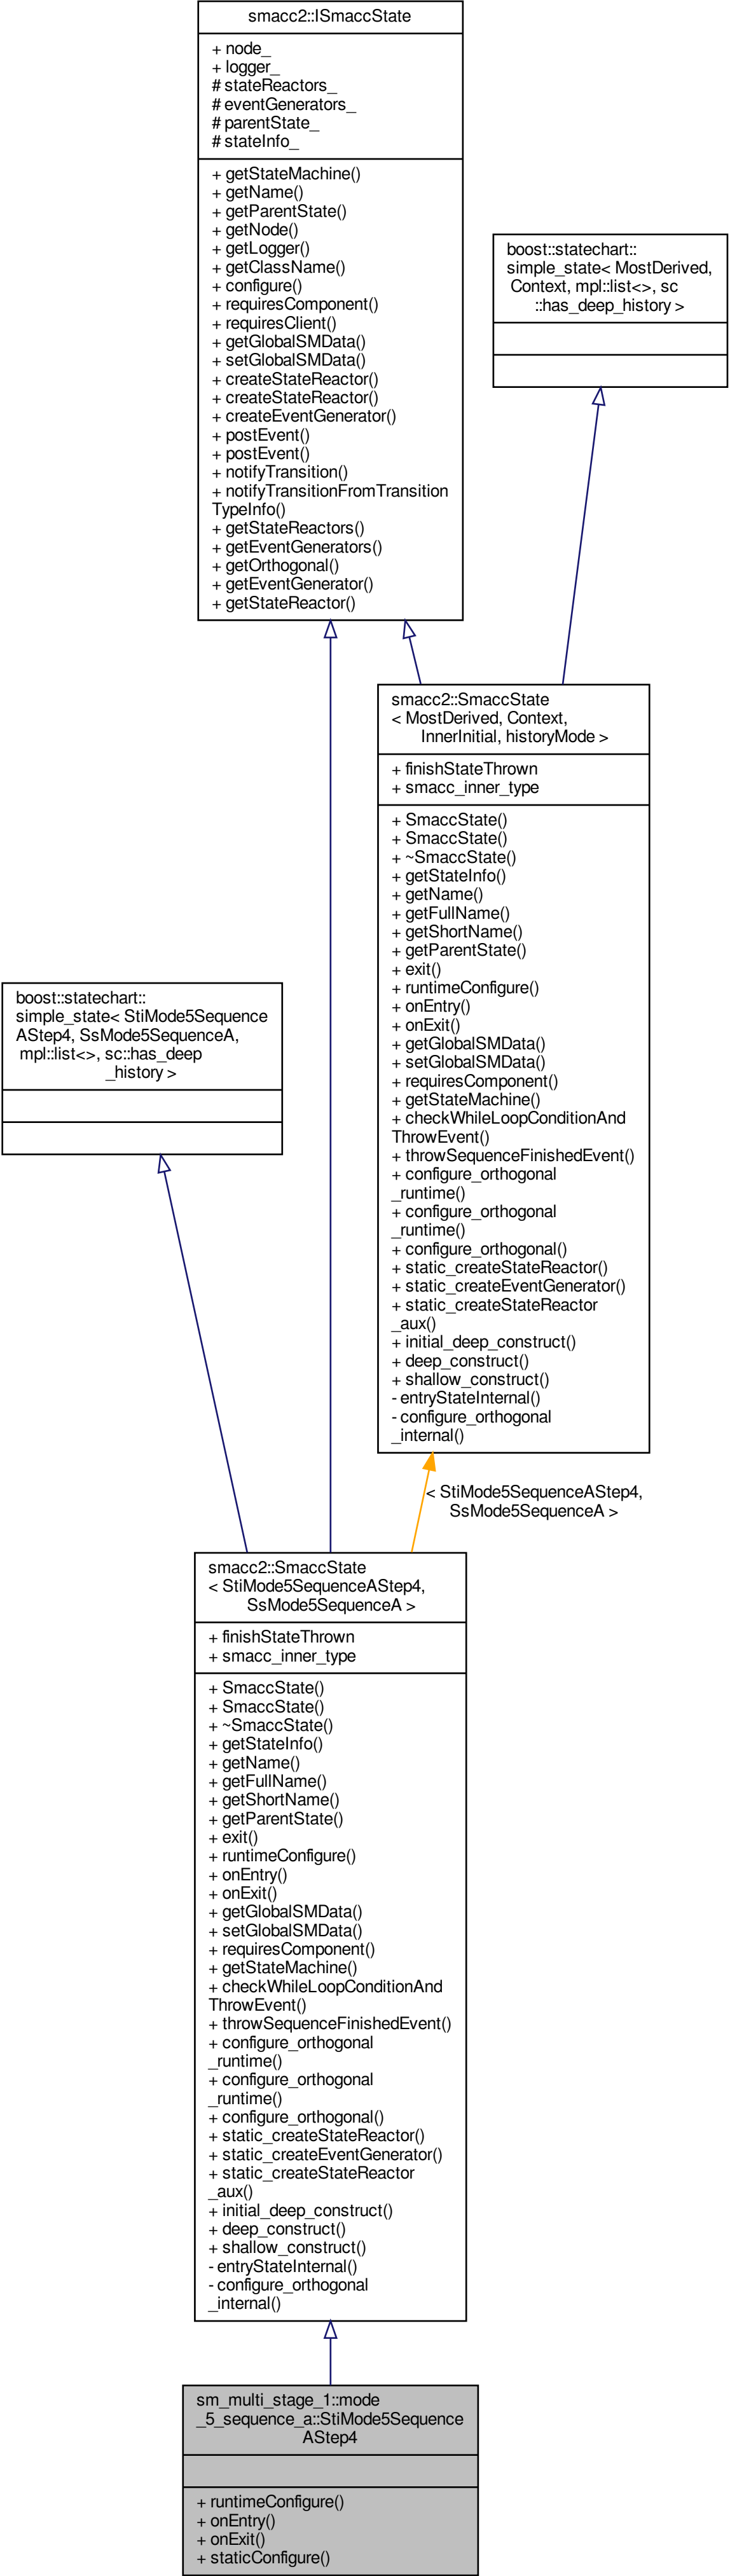 smacc2::ISmaccState
+ node_
+ logger_
# stateReactors_
# eventGenerators_
# parentState_
# stateInfo_
+ getStateMachine()
+ getName()
+ getParentState()
+ getNode()
+ getLogger()
+ getClassName()
+ configure()
+ requiresComponent()
+ requiresClient()
+ getGlobalSMData()
+ setGlobalSMData()
+ createStateReactor()
+ createStateReactor()
+ createEventGenerator()
+ postEvent()
+ postEvent()
+ notifyTransition()
+ notifyTransitionFromTransition
TypeInfo()
+ getStateReactors()
+ getEventGenerators()
+ getOrthogonal()
+ getEventGenerator()
+ getStateReactor()
boost::statechart::
simple_state< MostDerived,
Context, mpl::list<>, sc
::has_deep_history >
smacc2::SmaccState
< MostDerived, Context,
InnerInitial, historyMode >
+ finishStateThrown
+ smacc_inner_type
+ SmaccState()
+ SmaccState()
+ ~SmaccState()
+ getStateInfo()
+ getName()
+ getFullName()
+ getShortName()
+ getParentState()
+ exit()
+ runtimeConfigure()
+ onEntry()
+ onExit()
+ getGlobalSMData()
+ setGlobalSMData()
+ requiresComponent()
+ getStateMachine()
+ checkWhileLoopConditionAnd
ThrowEvent()
+ throwSequenceFinishedEvent()
+ configure_orthogonal
_runtime()
+ configure_orthogonal
_runtime()
+ configure_orthogonal()
+ static_createStateReactor()
+ static_createEventGenerator()
+ static_createStateReactor
_aux()
+ initial_deep_construct()
+ deep_construct()
+ shallow_construct()
- entryStateInternal()
- configure_orthogonal
_internal()
boost::statechart::
simple_state< StiMode5Sequence
AStep4, SsMode5SequenceA,
mpl::list<>, sc::has_deep
_history >
< StiMode5SequenceAStep4,
SsMode5SequenceA >
smacc2::SmaccState
< StiMode5SequenceAStep4,
SsMode5SequenceA >
+ finishStateThrown
+ smacc_inner_type
+ SmaccState()
+ SmaccState()
+ ~SmaccState()
+ getStateInfo()
+ getName()
+ getFullName()
+ getShortName()
+ getParentState()
+ exit()
+ runtimeConfigure()
+ onEntry()
+ onExit()
+ getGlobalSMData()
+ setGlobalSMData()
+ requiresComponent()
+ getStateMachine()
+ checkWhileLoopConditionAnd
ThrowEvent()
+ throwSequenceFinishedEvent()
+ configure_orthogonal
_runtime()
+ configure_orthogonal
_runtime()
+ configure_orthogonal()
+ static_createStateReactor()
+ static_createEventGenerator()
+ static_createStateReactor
_aux()
+ initial_deep_construct()
+ deep_construct()
+ shallow_construct()
- entryStateInternal()
- configure_orthogonal
_internal()
sm_multi_stage_1::mode
_5_sequence_a::StiMode5Sequence
AStep4
+ runtimeConfigure()
+ onEntry()
+ onExit()
+ staticConfigure()